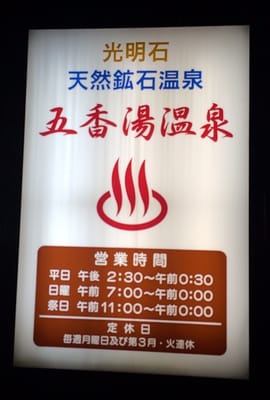 光明石
天然鉱石温泉
五香湯温泉
営業時間
平日 午後 2:30〜午前0:30
日曜 午前 7:00〜午前0:00
祭日 午前11:00〜午前0:00
定休日
毎週月曜日及び第3月・火連休